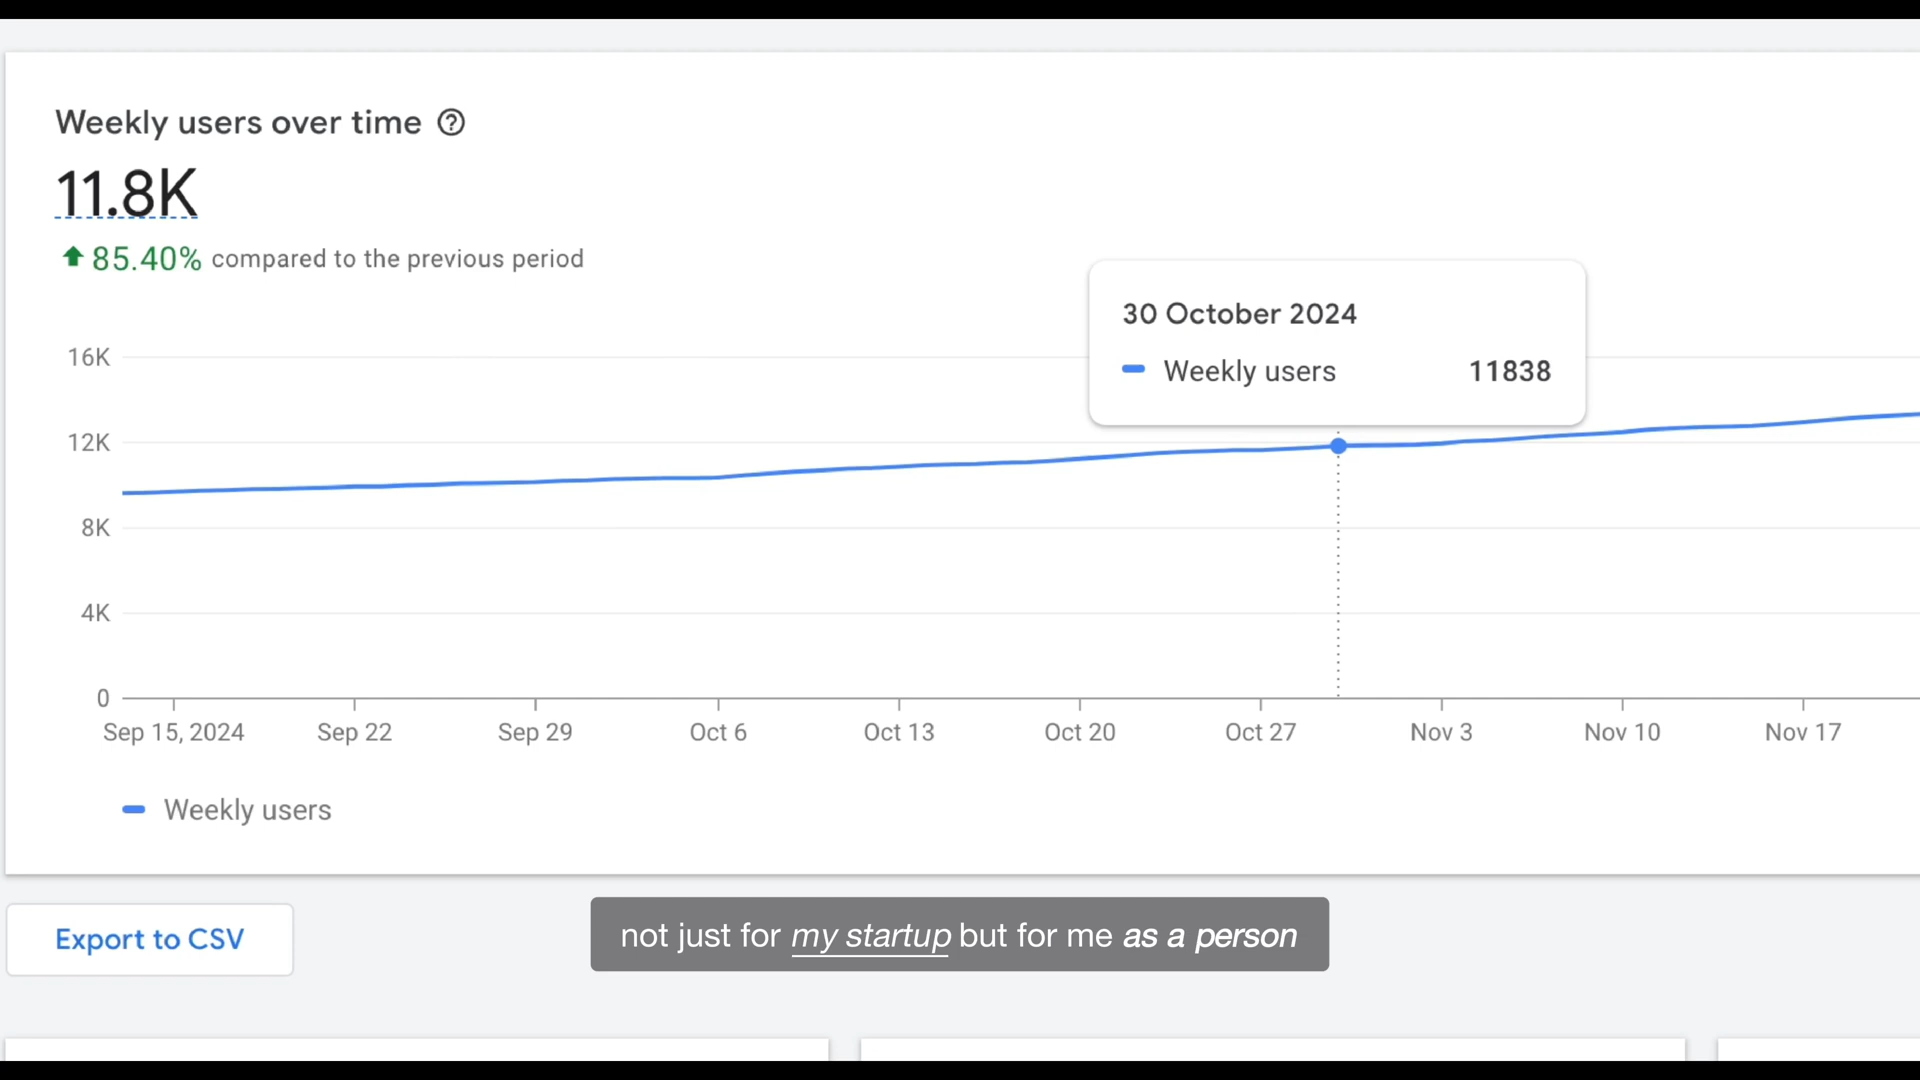 Weekly users over time
11.8K
85.40% compared to the previous period
30 October 2024
Weekly users 11838
16K
12K
8K
4K
0
Sep 15, 2024 Sep 22 Sep 29 Oct 6 Oct 13 Oct 20 Oct 27 Nov 3 Nov 10 Nov 17
Weekly users
Export to CSV
not just for my startup but for me as a person